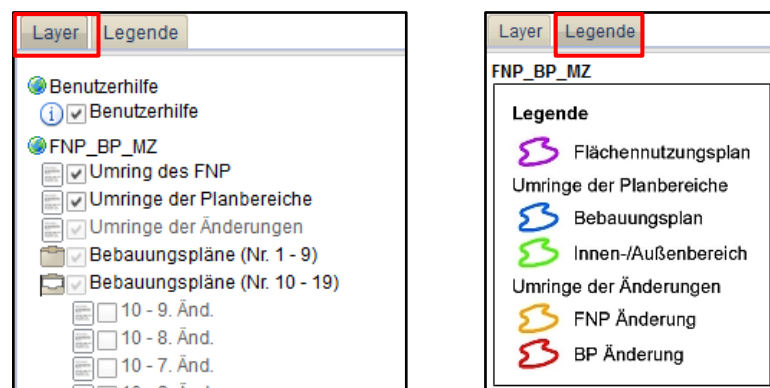 Layer Legende
Benutzerhilfe
Benutzerhilfe
FNP_BP_MZ
Umring des FNP
Umringe der Planbereiche
Umringe der Änderungen
Bebauungspläne (Nr. 1 - 9)
Bebauungspläne (Nr. 10 - 19)
10 - 9. Änd.
10 - 8. Änd.
10 - 7. Änd.
Layer Legende
FNP_BP_MZ
Legende
Flächennutzungsplan
Umringe der Planbereiche
Bebauungsplan
Innen-/Außenbereich
Umringe der Änderungen
FNP Änderung
BP Änderung